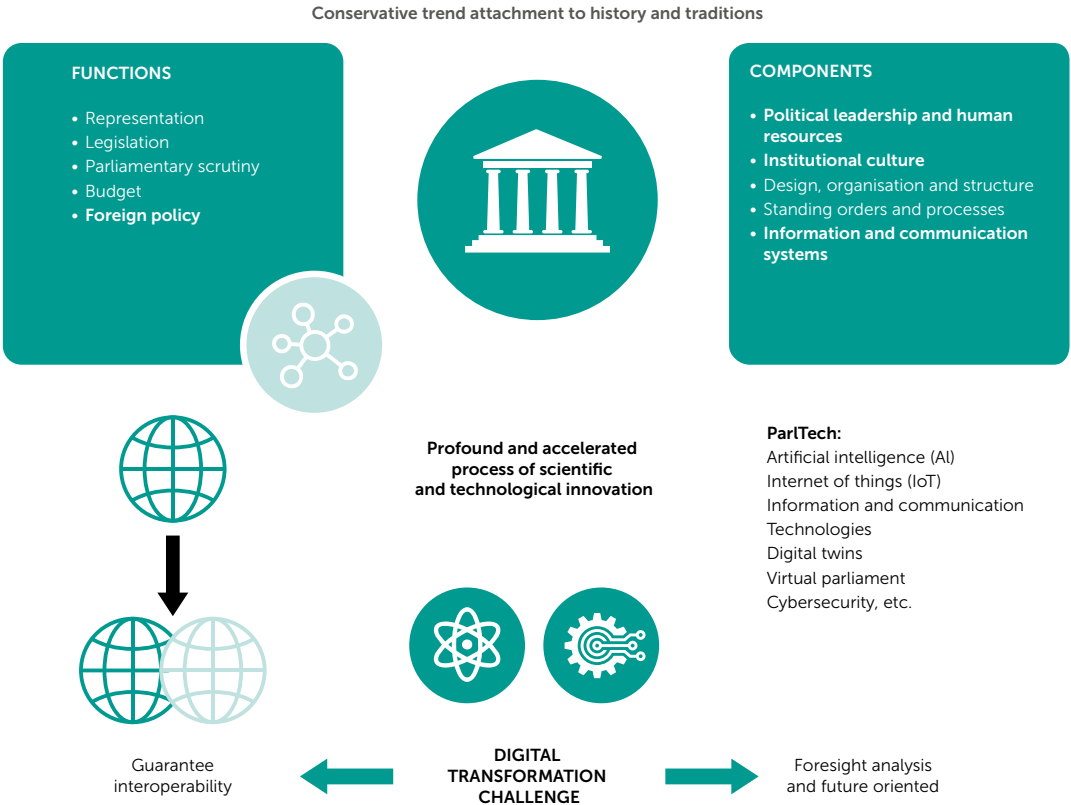 Conservative trend attachment to history and traditions
FUNCTIONS
• Representation
• Legislation
• Parliamentary scrutiny
• Budget
• Foreign policy
COMPONENTS
• Political leadership and human
resources
• Institutional culture
• Design, organisation and structure
• Standing orders and processes
• Information and communication
systems
Profound and accelerated
process of scientific
and technological innovation
ParlTech:
Artificial intelligence (AI)
Internet of things (IoT)
Information and communication
Technologies
Digital twins
Virtual parliament
Cybersecurity, etc.
Guarantee
interoperability
DIGITAL
TRANSFORMATION
CHALLENGE
Foresight analysis
and future oriented